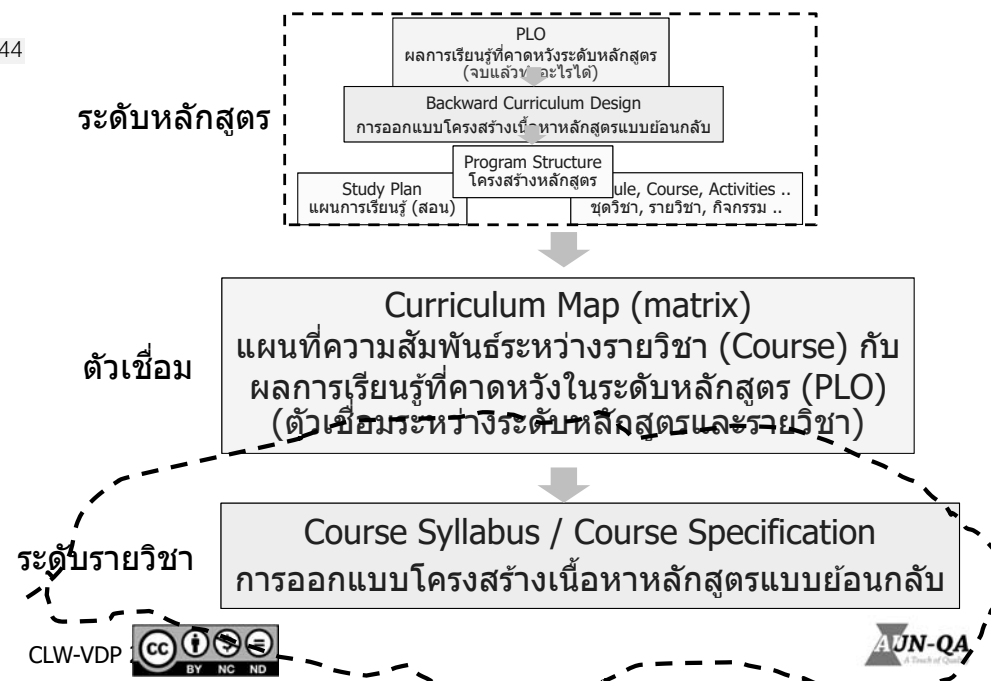 44
PLO
ผลการเรียนรู้ที่คาดหวังระดับหลักสูตร
(จบแล้วทำอะไรได้)
ระดับหลักสูตร
Backward Curriculum Design
การออกแบบโครงสร้างเนื้อหาหลักสูตรแบบย้อนกลับ
Program Structure
โครงสร้างหลักสูตร
Study Plan
แผนการเรียนรู้ (สอน)
ule, Course, Activities ..
ชุดวิชา, รายวิชา, กิจกรรม ..
ตัวเชื่อม
Curriculum Map (matrix)
แผนที่ความสัมพันธ์ระหว่างรายวิชา (Course) กับ
ผลการเรียนรู้ที่คาดหวังในระดับหลักสูตร (PLO)
(ตัวเชื่อมระหว่างระดับหลักสูตรและรายวิชา)
ระดับรายวิชา
Course Syllabus / Course Specification
การออกแบบโครงสร้างเนื้อหาหลักสูตรแบบย้อนกลับ
CLW-VDP
CC BY NC ND
AUN-QA
A Touch of Quality